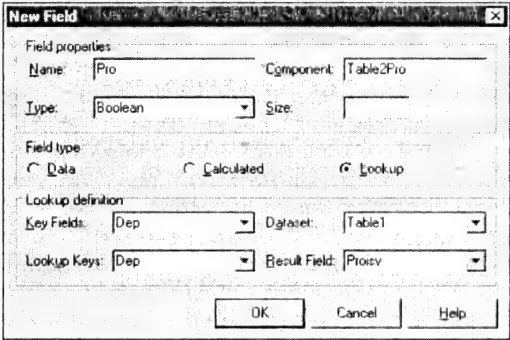 New Field
Field properties
Name: Pro Component: Table2Pro
Type: Boolean Size:
Field type
Data Calculated Lookup
Lookup definition
Key Fields: Dep Dataset: Table1
Lookup Keys: Dep Result Field: Proisv
OK Cancel Help